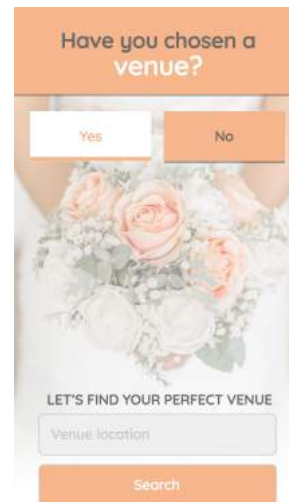 Have you chosen a
venue?
Yes
No
LET'S FIND YOUR PERFECT VENUE
Venue location
Search